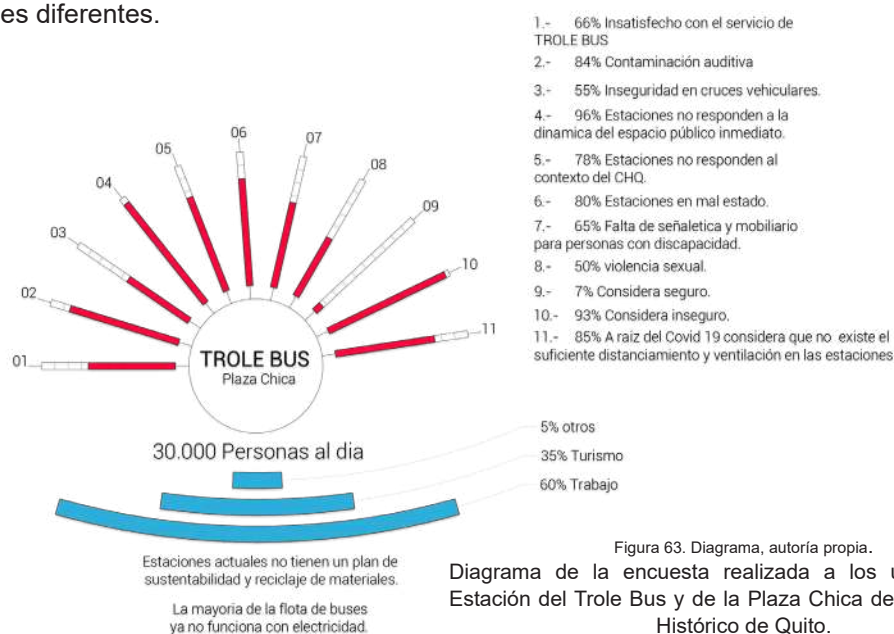 es diferentes.
1.- 66% Insatisfecho con el servicio de
TROLE BUS
2.- 84% Contaminación auditiva
3.- 55% Inseguridad en cruces vehiculares.
4.- 96% Estaciones no responden a la
dinamica del espacio público inmediato.
5.- 78% Estaciones no responden al
contexto del CHQ.
6.- 80% Estaciones en mal estado.
7.- 65% Falta de señaletica y mobiliario
para personas con discapacidad.
8.- 50% violencia sexual.
9.- 7% Considera seguro.
10.- 93% Considera inseguro.
11.- 85% A raiz del Covid 19 considera que no existe el
suficiente distanciamiento y ventilación en las estaciones
01
02
03
04
05
06
07
08
09
10
11
TROLE BUS
Plaza Chica
30.000 Personas al dia
5% otros
35% Turismo
60% Trabajo
Estaciones actuales no tienen un plan de
sustentabilidad y reciclaje de materiales.
La mayoria de la flota de buses
ya no funciona con electricidad.
Figura 63. Diagrama, autoría propia.
Diagrama de la encuesta realizada a los u
Estación del Trole Bus y de la Plaza Chica de
Histórico de Quito.